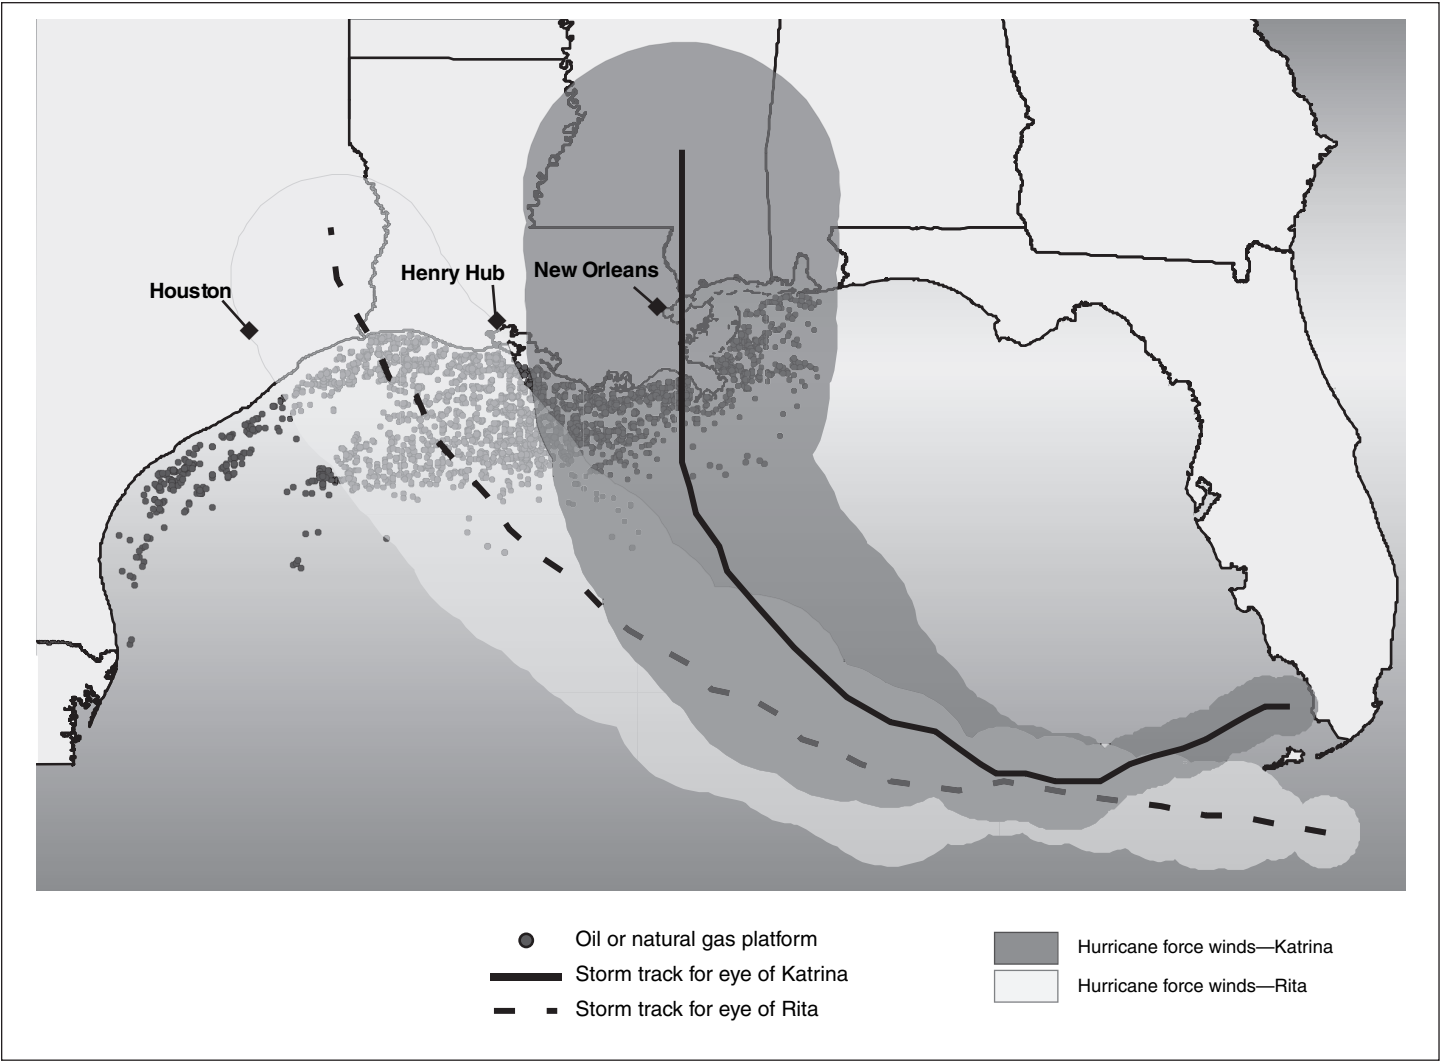 Houston
Henry Hub
New Orleans
Oil or natural gas platform
Storm track for eye of Katrina
Storm track for eye of Rita
Hurricane force winds—Katrina
Hurricane force winds—Rita